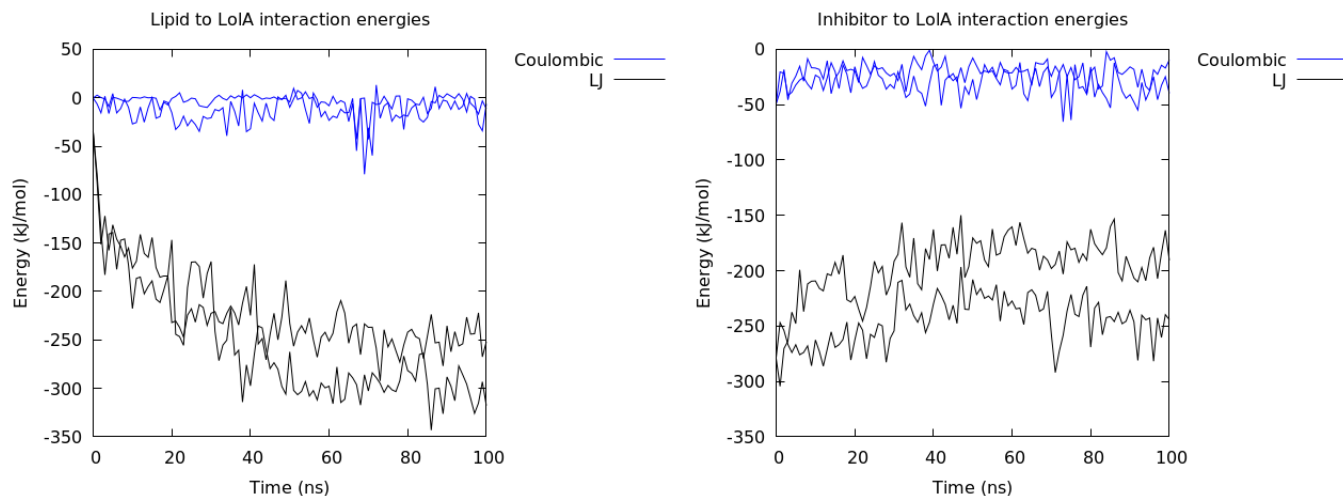 Lipid to LolA interaction energies
50
0
-50
-100
-150
-200
-250
-300
-350
Energy (kJ/mol)
0 20 40 60 80 100
Time (ns)
Coulombic
LJ
Inhibitor to LolA interaction energies
0
-50
-100
-150
-200
-250
-300
-350
Energy (kJ/mol)
0 20 40 60 80 100
Time (ns)
Coulombic
LJ